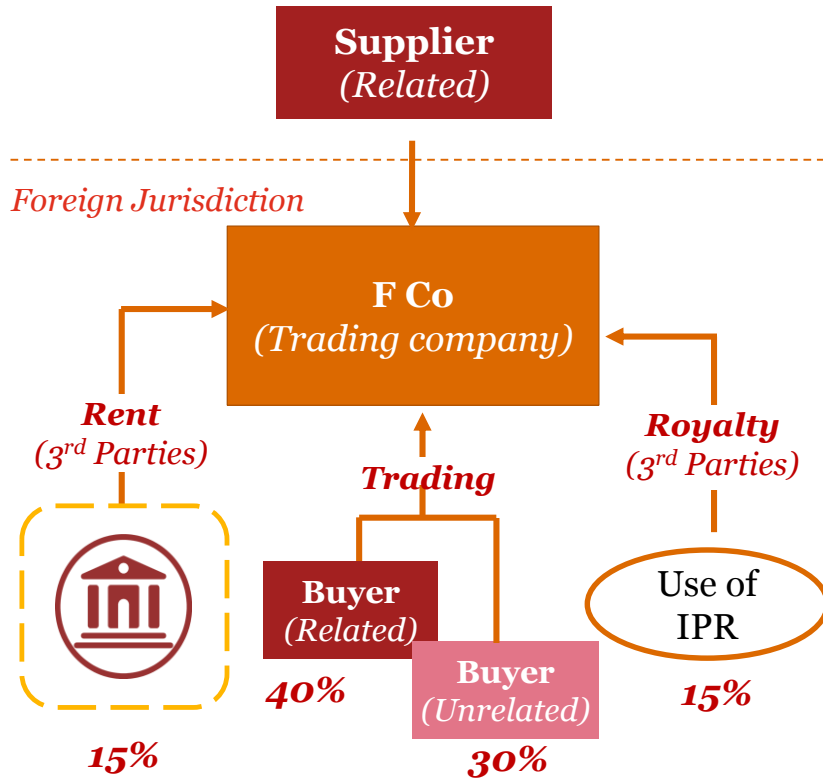 Supplier
(Related)
Foreign Jurisdiction
F Co
(Trading company)
Rent
(3rd Parties)
Trading
Royalty
(3rd Parties)
Buyer
(Related)
Buyer
(Unrelated)
Use of
IPR
40%
15%
30%
15%